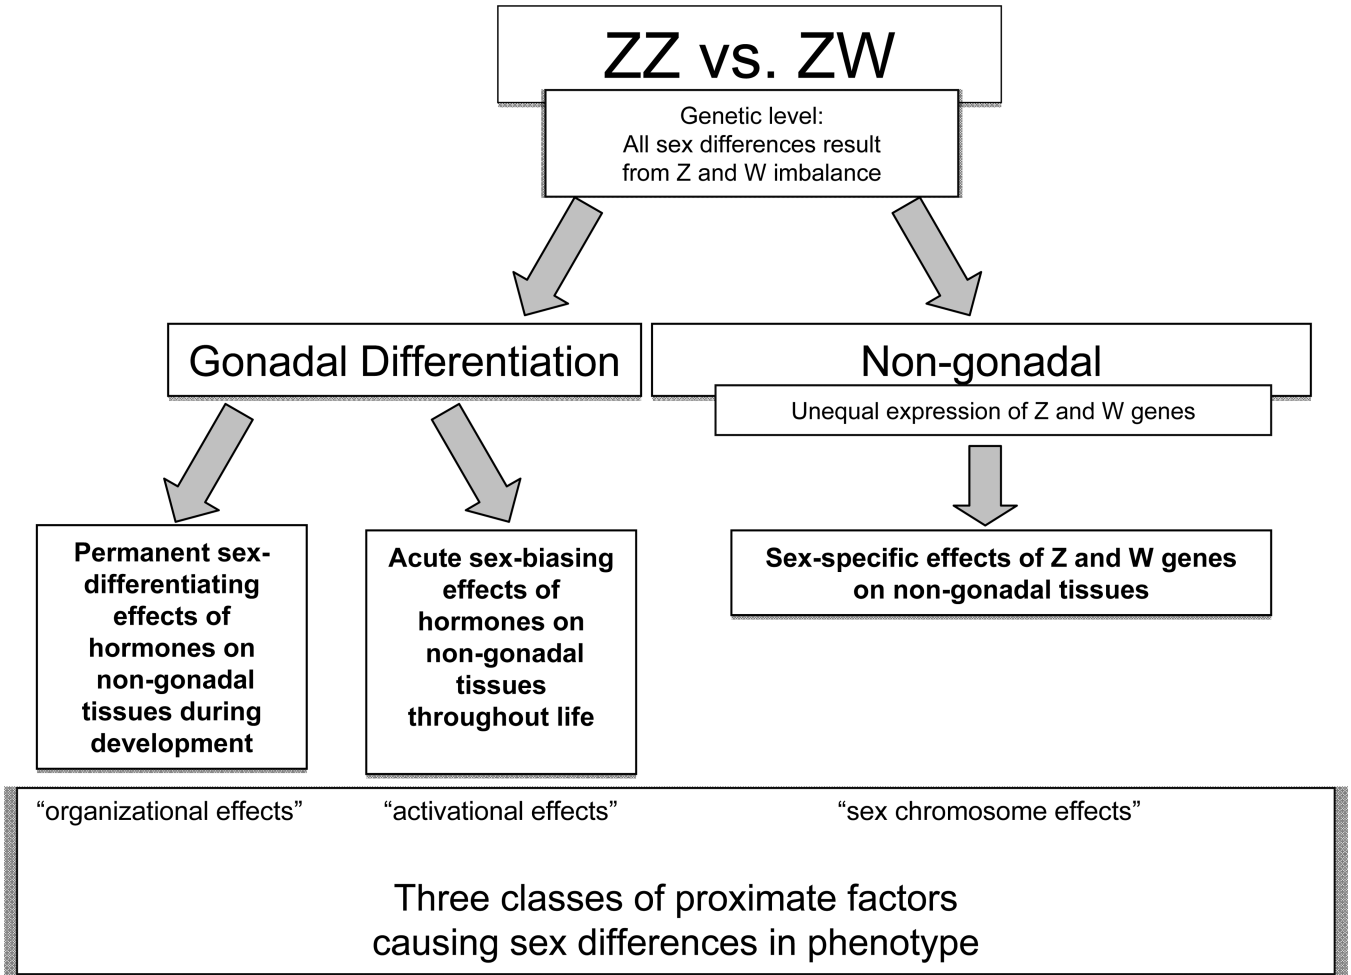 ZZ vs. ZW
Genetic level:
All sex differences result
from Z and W imbalance
Gonadal Differentiation
Non-gonadal
Unequal expression of Z and W genes
Permanent sex-
differentiating
effects of
hormones on
non-gonadal
tissues during
development
Acute sex-biasing
effects of
hormones on
non-gonadal
tissues
throughout life
Sex-specific effects of Z and W genes
on non-gonadal tissues
“organizational effects”
“activational effects”
“sex chromosome effects”
Three classes of proximate factors
causing sex differences in phenotype